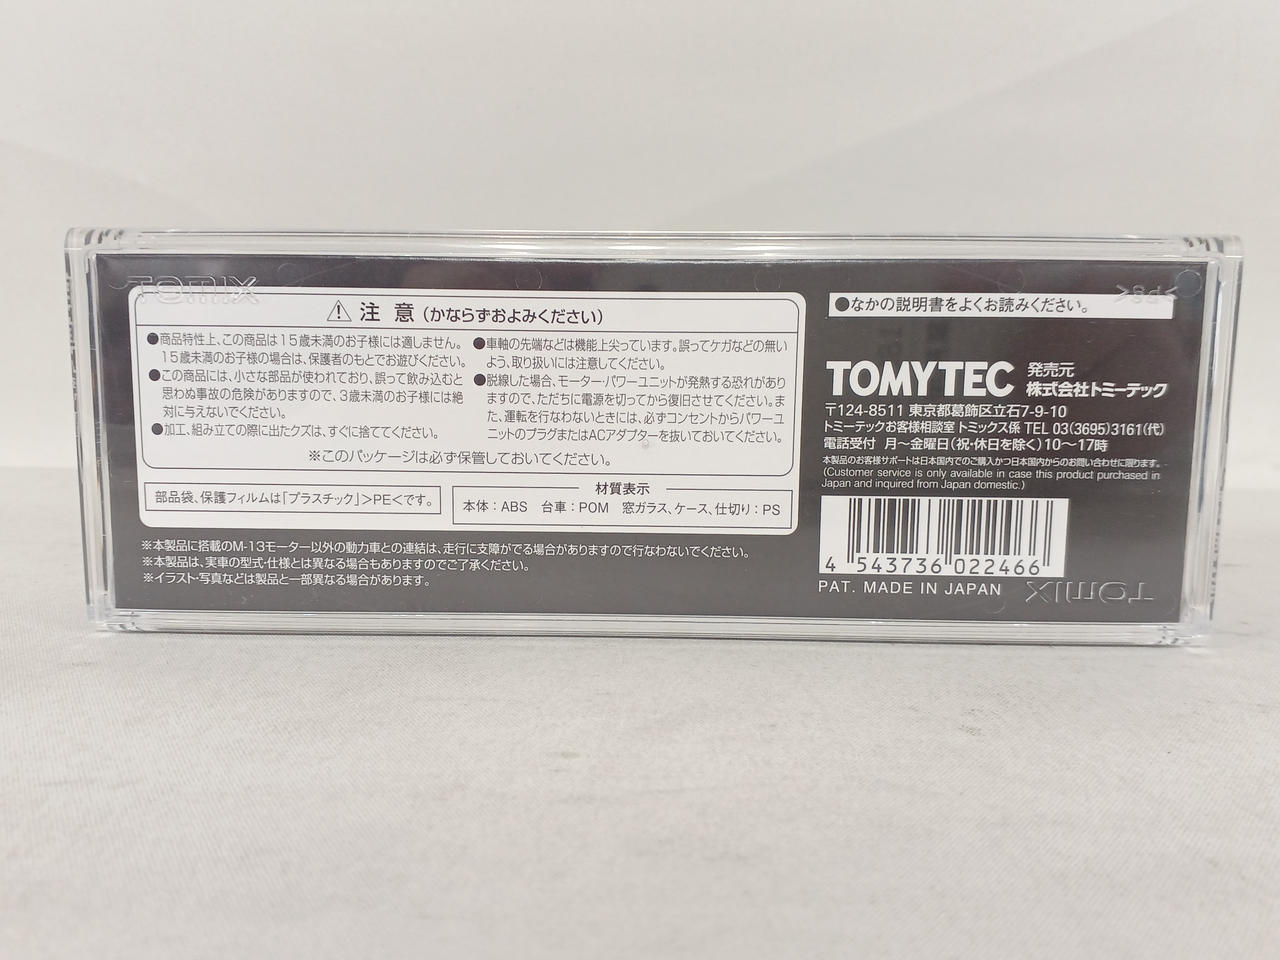 TOMIX
⚠ 注 意 (かならずおよみください)
●商品特性上、この商品は15歳未満のお子様には適しません。
15歳未満のお子様の場合は、保護者のもとでお遊びください。
●この商品には、小さな部品が使われており、誤って飲み込むと
思わぬ事故の危険がありますので、3歳未満のお子様には絶
対に与えないでください。
●加工、組み立ての際に出たクズは、すぐに捨ててください。
●車軸の先端などは機能上尖っています。誤ってケガなどの無い
よう、取り扱いには注意してください。
●脱線した場合、モーター・パワーユニットが発熱する恐れがあり
ますので、ただちに電源を切ってから復旧させてください。ま
た、運転を行なわないときには、必ずコンセントからパワーユ
ニットのプラグまたはACアダプターを抜いておいてください。
※このパッケージは必ず保管しておいてください。
部品袋、保護フィルムは「プラスチック」>PE<です。
材質表示
本体:ABS 台車:POM 窓ガラス、ケース、仕切り:PS
※本製品に搭載のM-13モーター以外の動力車との連結は、走行に支障がでる場合がありますので行なわないでください。
※本製品は、実車の型式・仕様とは異なる場合もありますのでご了承ください。
※イラスト・写真などは製品と一部異なる場合があります。
>PS<
●なかの説明書をよくお読みください。
TOMYTEC 発売元
株式会社トミーテック
〒124-8511 東京都葛飾区立石7-9-10
トミーテックお客様相談室 トミックス係 TEL 03(3695)3161(代)
電話受付 月〜金曜日(祝・休日を除く)10〜17時
本製品のお客様サポートは日本国内でのご購入かつ日本国内からのお問い合わせに限ります。
(Customer service is only available in case this product purchased in
Japan and inquired from Japan domestic.)
4 543736 022466
PAT. MADE IN JAPAN
TOMIX